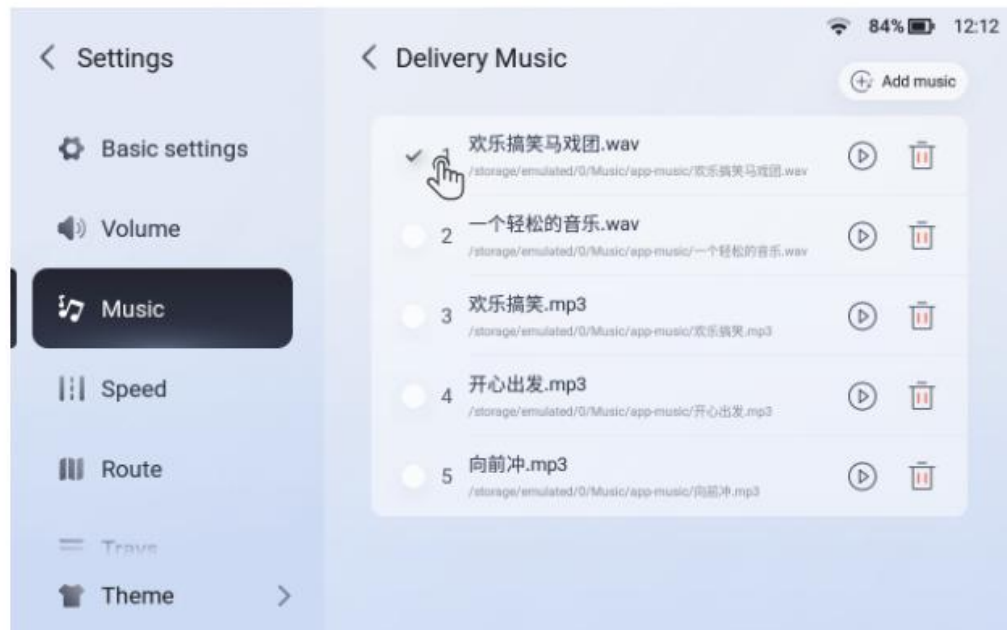 84% 12:12
Settings
Delivery Music
Add music
Basic settings
Volume
Music
Speed
Route
Trays
Theme
1 欢乐搞笑马戏团.wav
/storage/emulated/0/Music/app-music/欢乐搞笑马戏团.wav
2 一个轻松的音乐.wav
/storage/emulated/0/Music/app-music/一个轻松的音乐.wav
3 欢乐搞笑.mp3
/storage/emulated/0/Music/app-music/欢乐搞笑.mp3
4 开心出发.mp3
/storage/emulated/0/Music/app-music/开心出发.mp3
5 向前冲.mp3
/storage/emulated/0/Music/app-music/向前冲.mp3